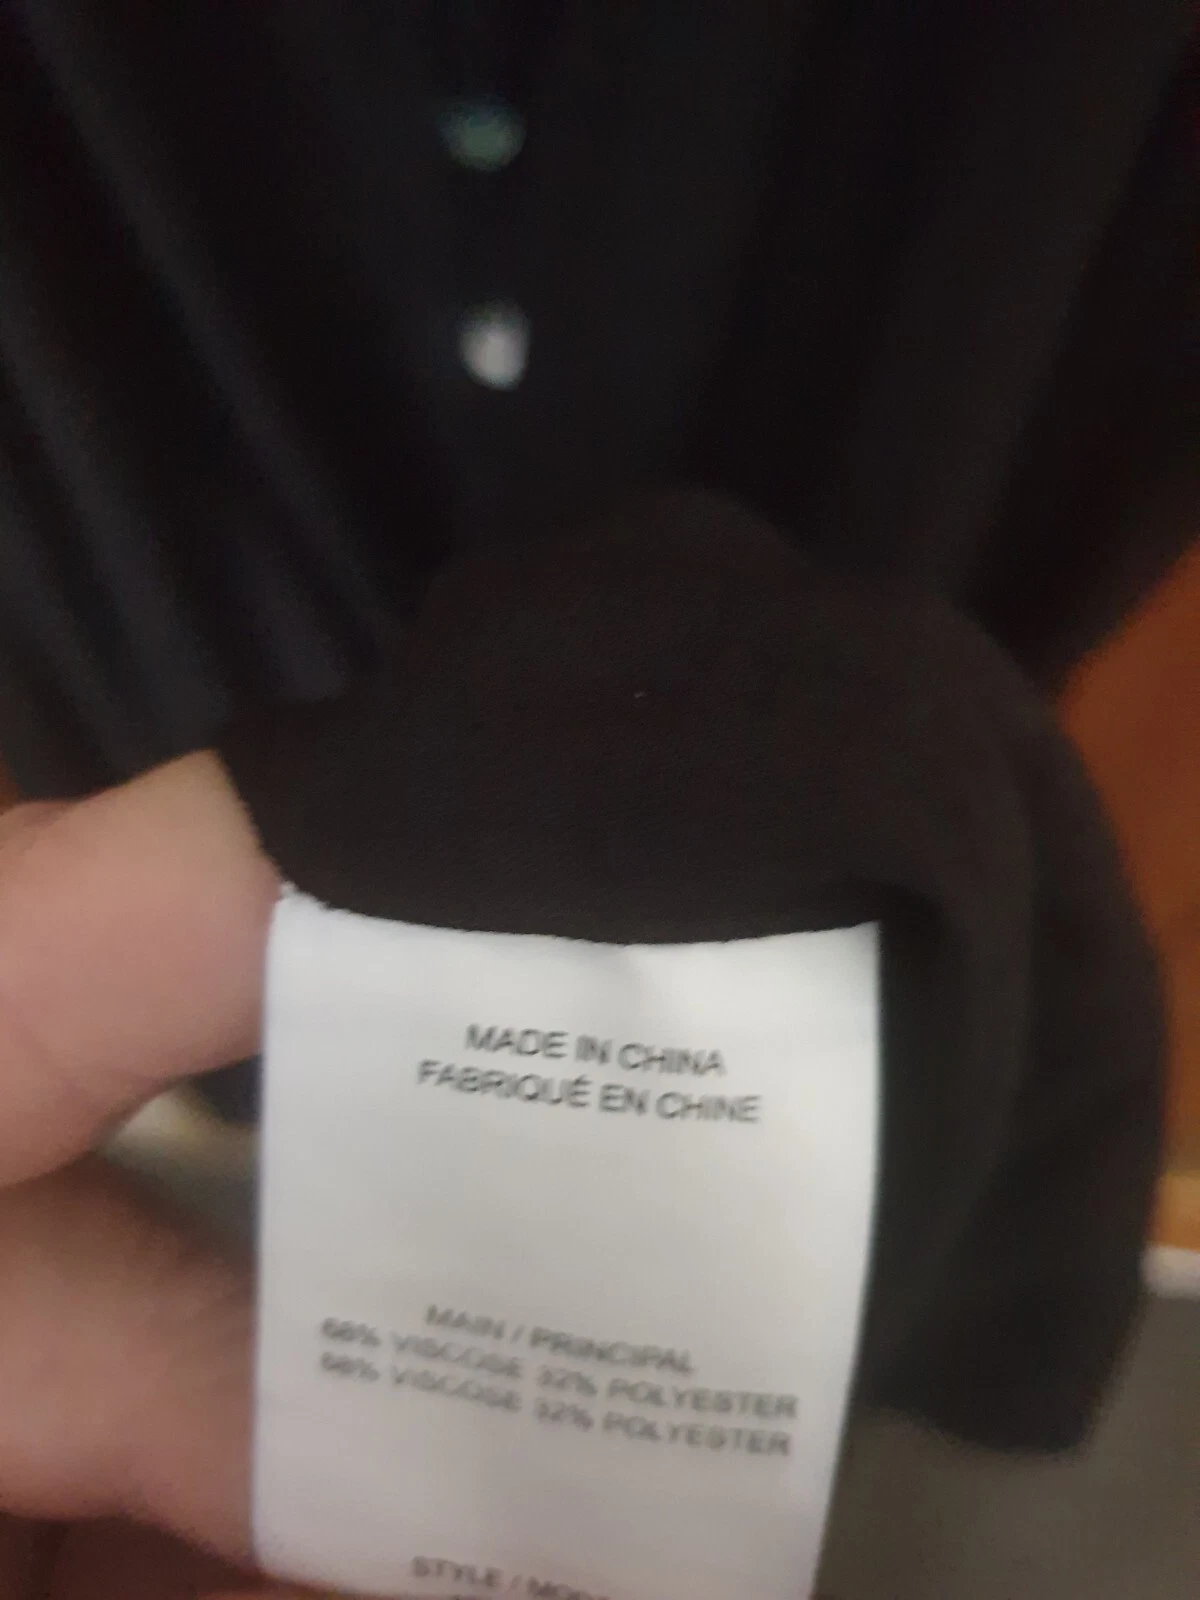 MADE IN CHINA
FABRIQUÉ EN CHINE
MAIN / PRINCIPAL
68% VISCOSE 32% POLYESTER
68% VISCOSE 32% POLYESTER
STYLE /